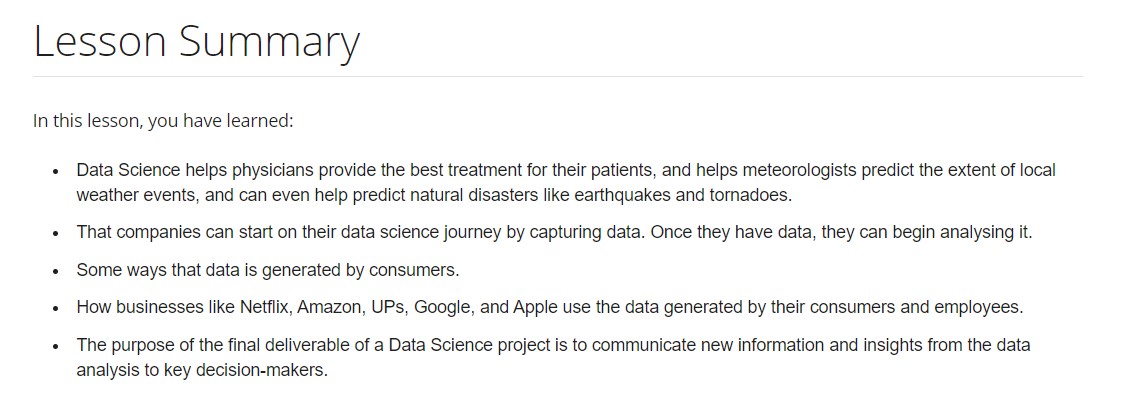 Lesson Summary
In this lesson, you have learned:
• Data Science helps physicians provide the best treatment for their patients, and helps meteorologists predict the extent of local
weather events, and can even help predict natural disasters like earthquakes and tornadoes.
• That companies can start on their data science journey by capturing data. Once they have data, they can begin analysing it.
• Some ways that data is generated by consumers.
• How businesses like Netflix, Amazon, UPs, Google, and Apple use the data generated by their consumers and employees.
• The purpose of the final deliverable of a Data Science project is to communicate new information and insights from the data
analysis to key decision-makers.